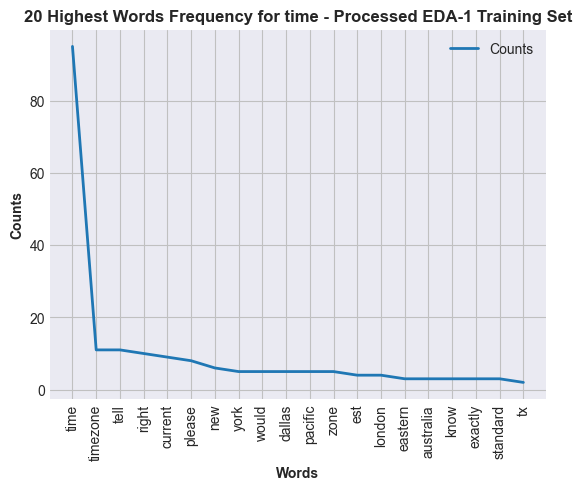 20 Highest Words Frequency for time - Processed EDA-1 Training Set
Counts
Counts
80
60
40
20
0
time
timezone
tell
right
current
please
new
york
would
dallas
pacific
zone
est
london
eastern
australia
know
exactly
standard
tx
Words